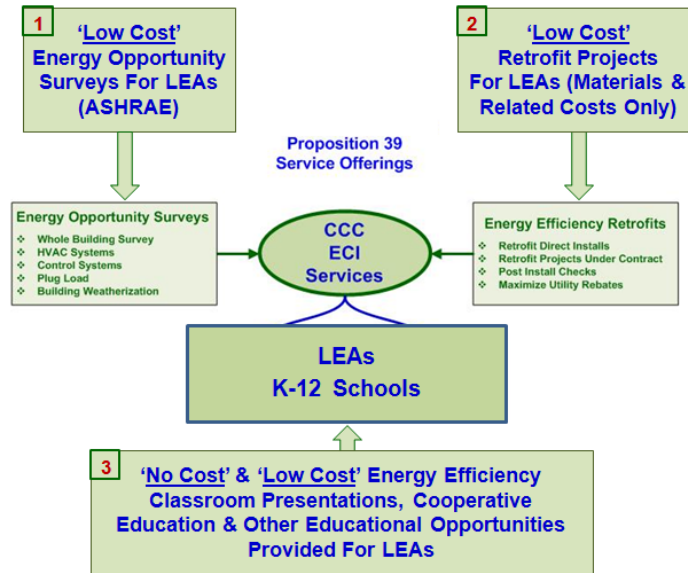 1
‘Low Cost’
Energy Opportunity
Surveys For LEAs
(ASHRAE)
2
‘Low Cost’
Retrofit Projects
For LEAs (Materials &
Related Costs Only)
Proposition 39
Service Offerings
Energy Opportunity Surveys
❖ Whole Building Survey
❖ HVAC Systems
❖ Control Systems
❖ Plug Load
❖ Building Weatherization
CCC
ECI
Services
Energy Efficiency Retrofits
❖ Retrofit Direct Installs
❖ Retrofit Projects Under Contract
❖ Post Install Checks
❖ Maximize Utility Rebates
LEAs
K-12 Schools
3
‘No Cost’ & ‘Low Cost’ Energy Efficiency
Classroom Presentations, Cooperative
Education & Other Educational Opportunities
Provided For LEAs